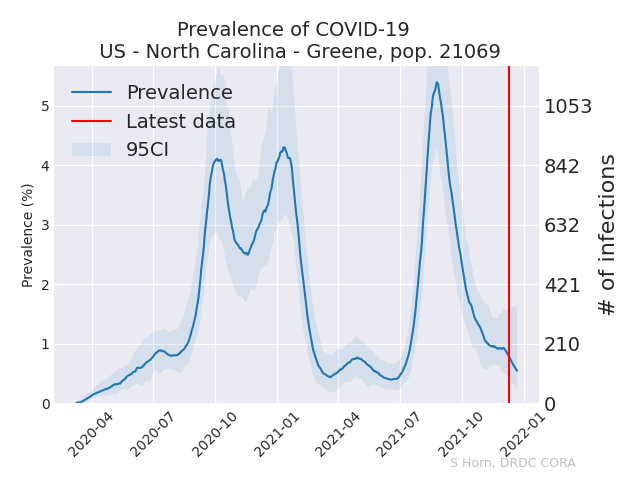 Prevalence of COVID-19
US - North Carolina - Greene, pop. 21069
Prevalence
Latest data
95CI
Prevalence (%)
5
4
3
2
1
0
1053
842
632
421
210
0
# of infections
2020-04
2020-07
2020-10
2021-01
2021-04
2021-07
2021-10
2022-01
S Horn, DRDC CORA